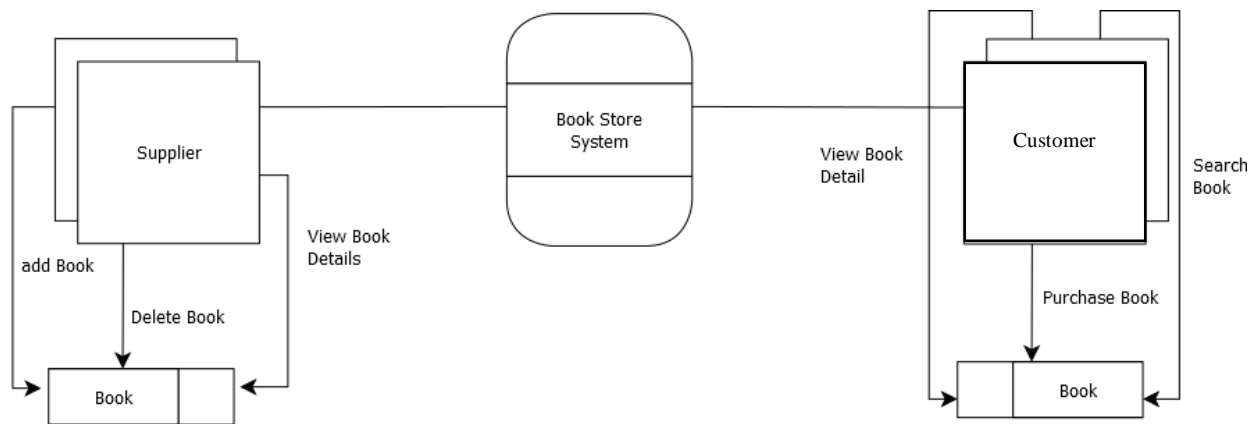 Supplier
Book Store
System
Customer
View Book
Detail
Search
Book
add Book
View Book
Details
Delete Book
Purchase Book
Book
Book